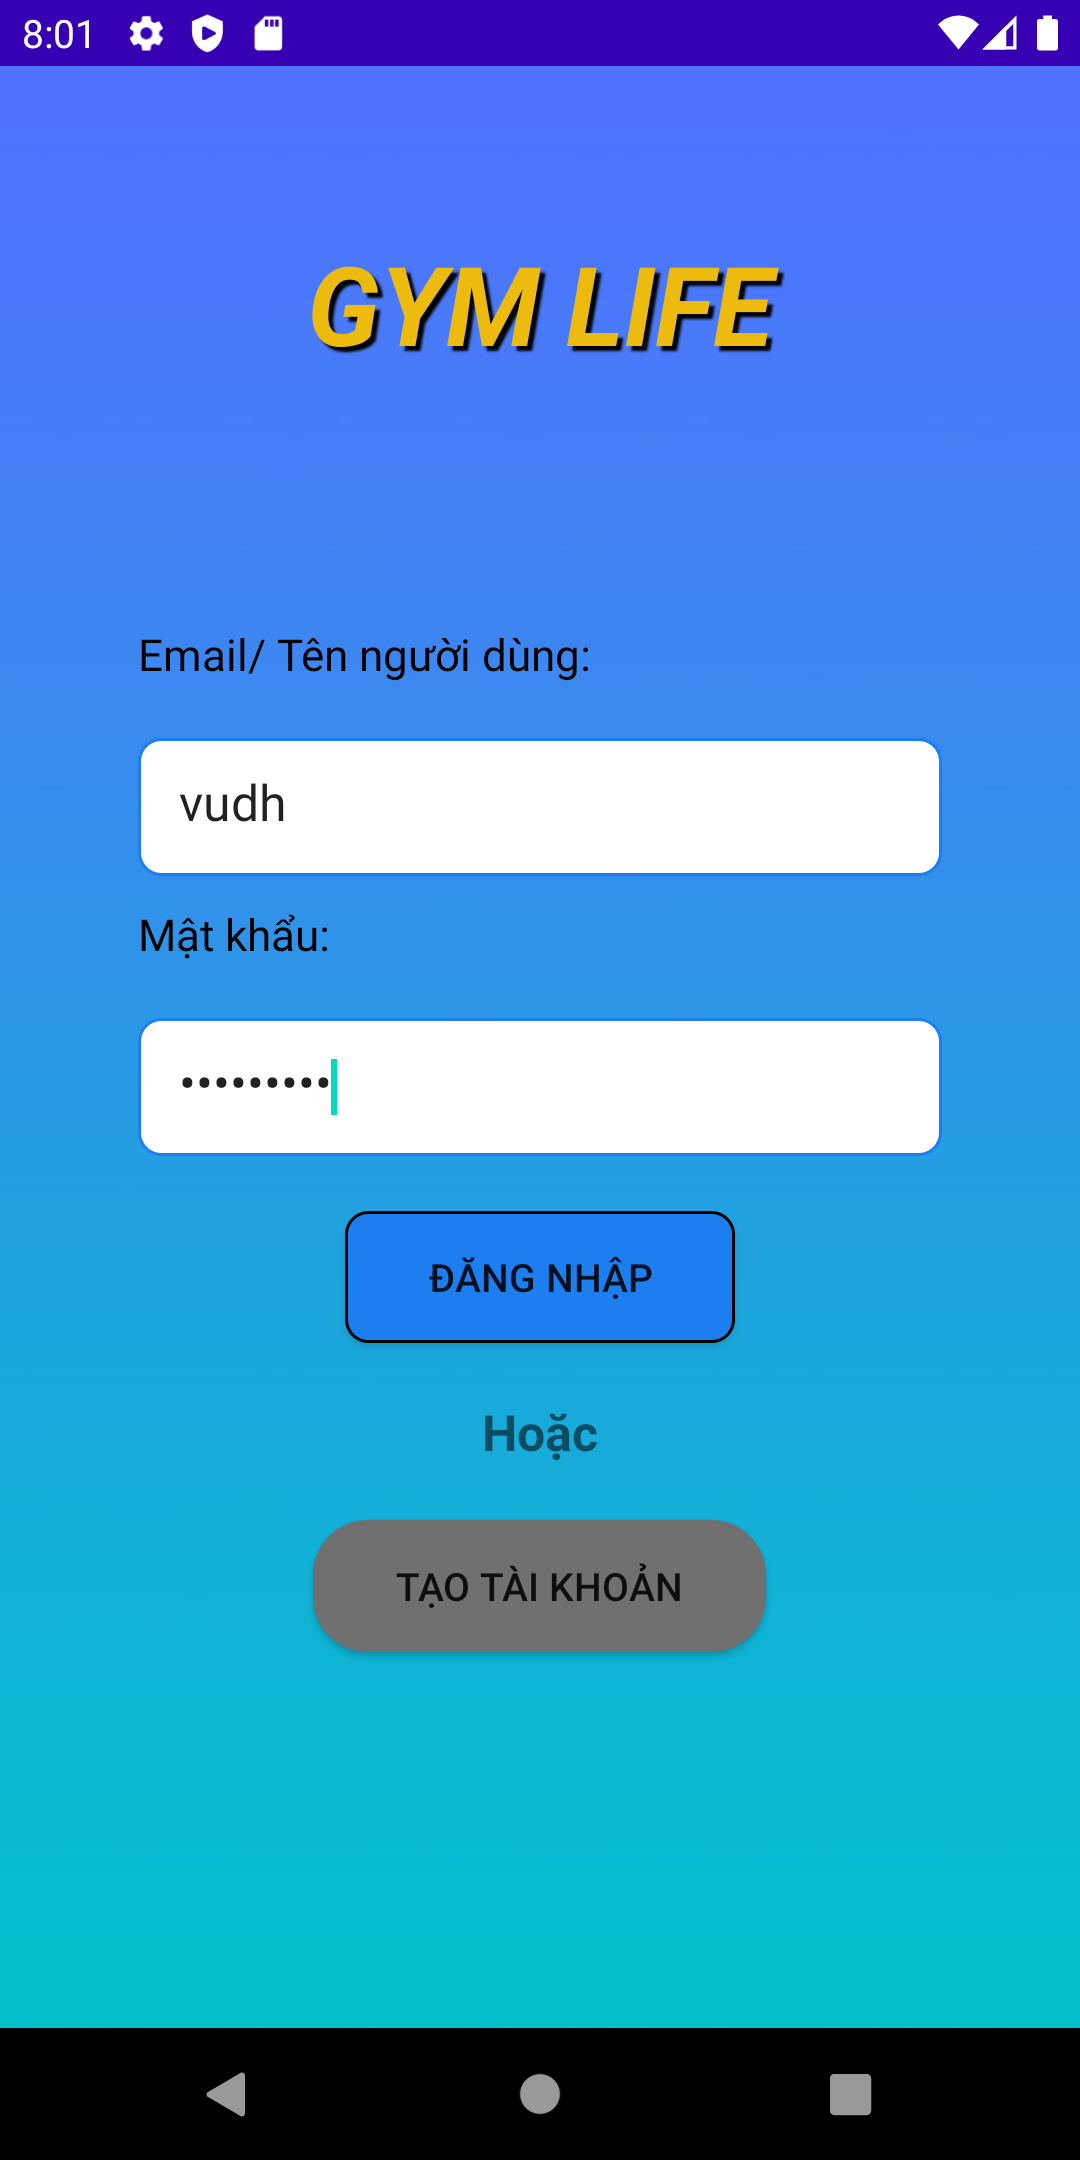 8:01
GYM LIFE
Email/ Tên người dùng:
vudh
Mật khẩu:
•••••••••
ĐĂNG NHẬP
Hoặc
TẠO TÀI KHOẢN